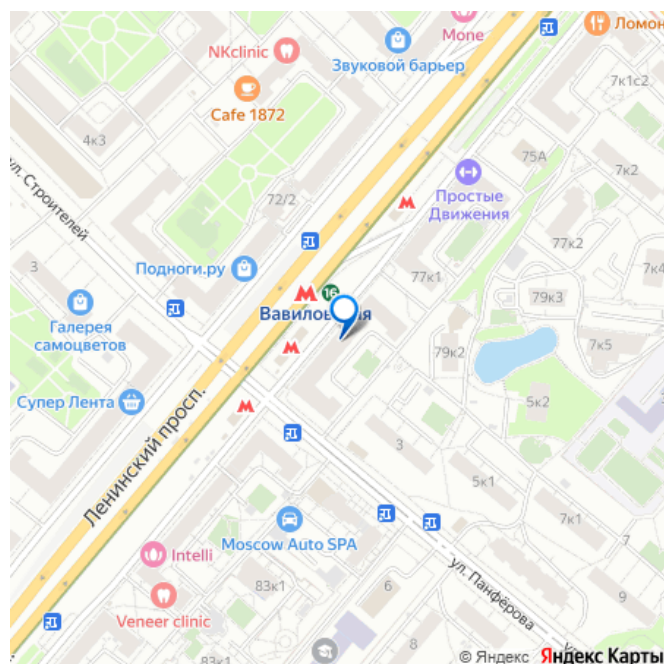 Mone
Ломон
NKclinic
Звуковой барьер
7к1с2
Cafe 1872
4к3
75А
7к2
ул. Строителей
72/2
Простые
Движения
77к2
3
Подноги.ру
77к1
7к4
16
79к3
Вавиловская
Галерея
самоцветов
79к2
7к5
Супер Лента
5к2
Ленинский просп.
3
5к1
7к1
Moscow Auto SPA
7
Intelli
ул. Панфёрова
83к1
6
9
Veneer clinic
8
© Яндекс Яндекс Карты